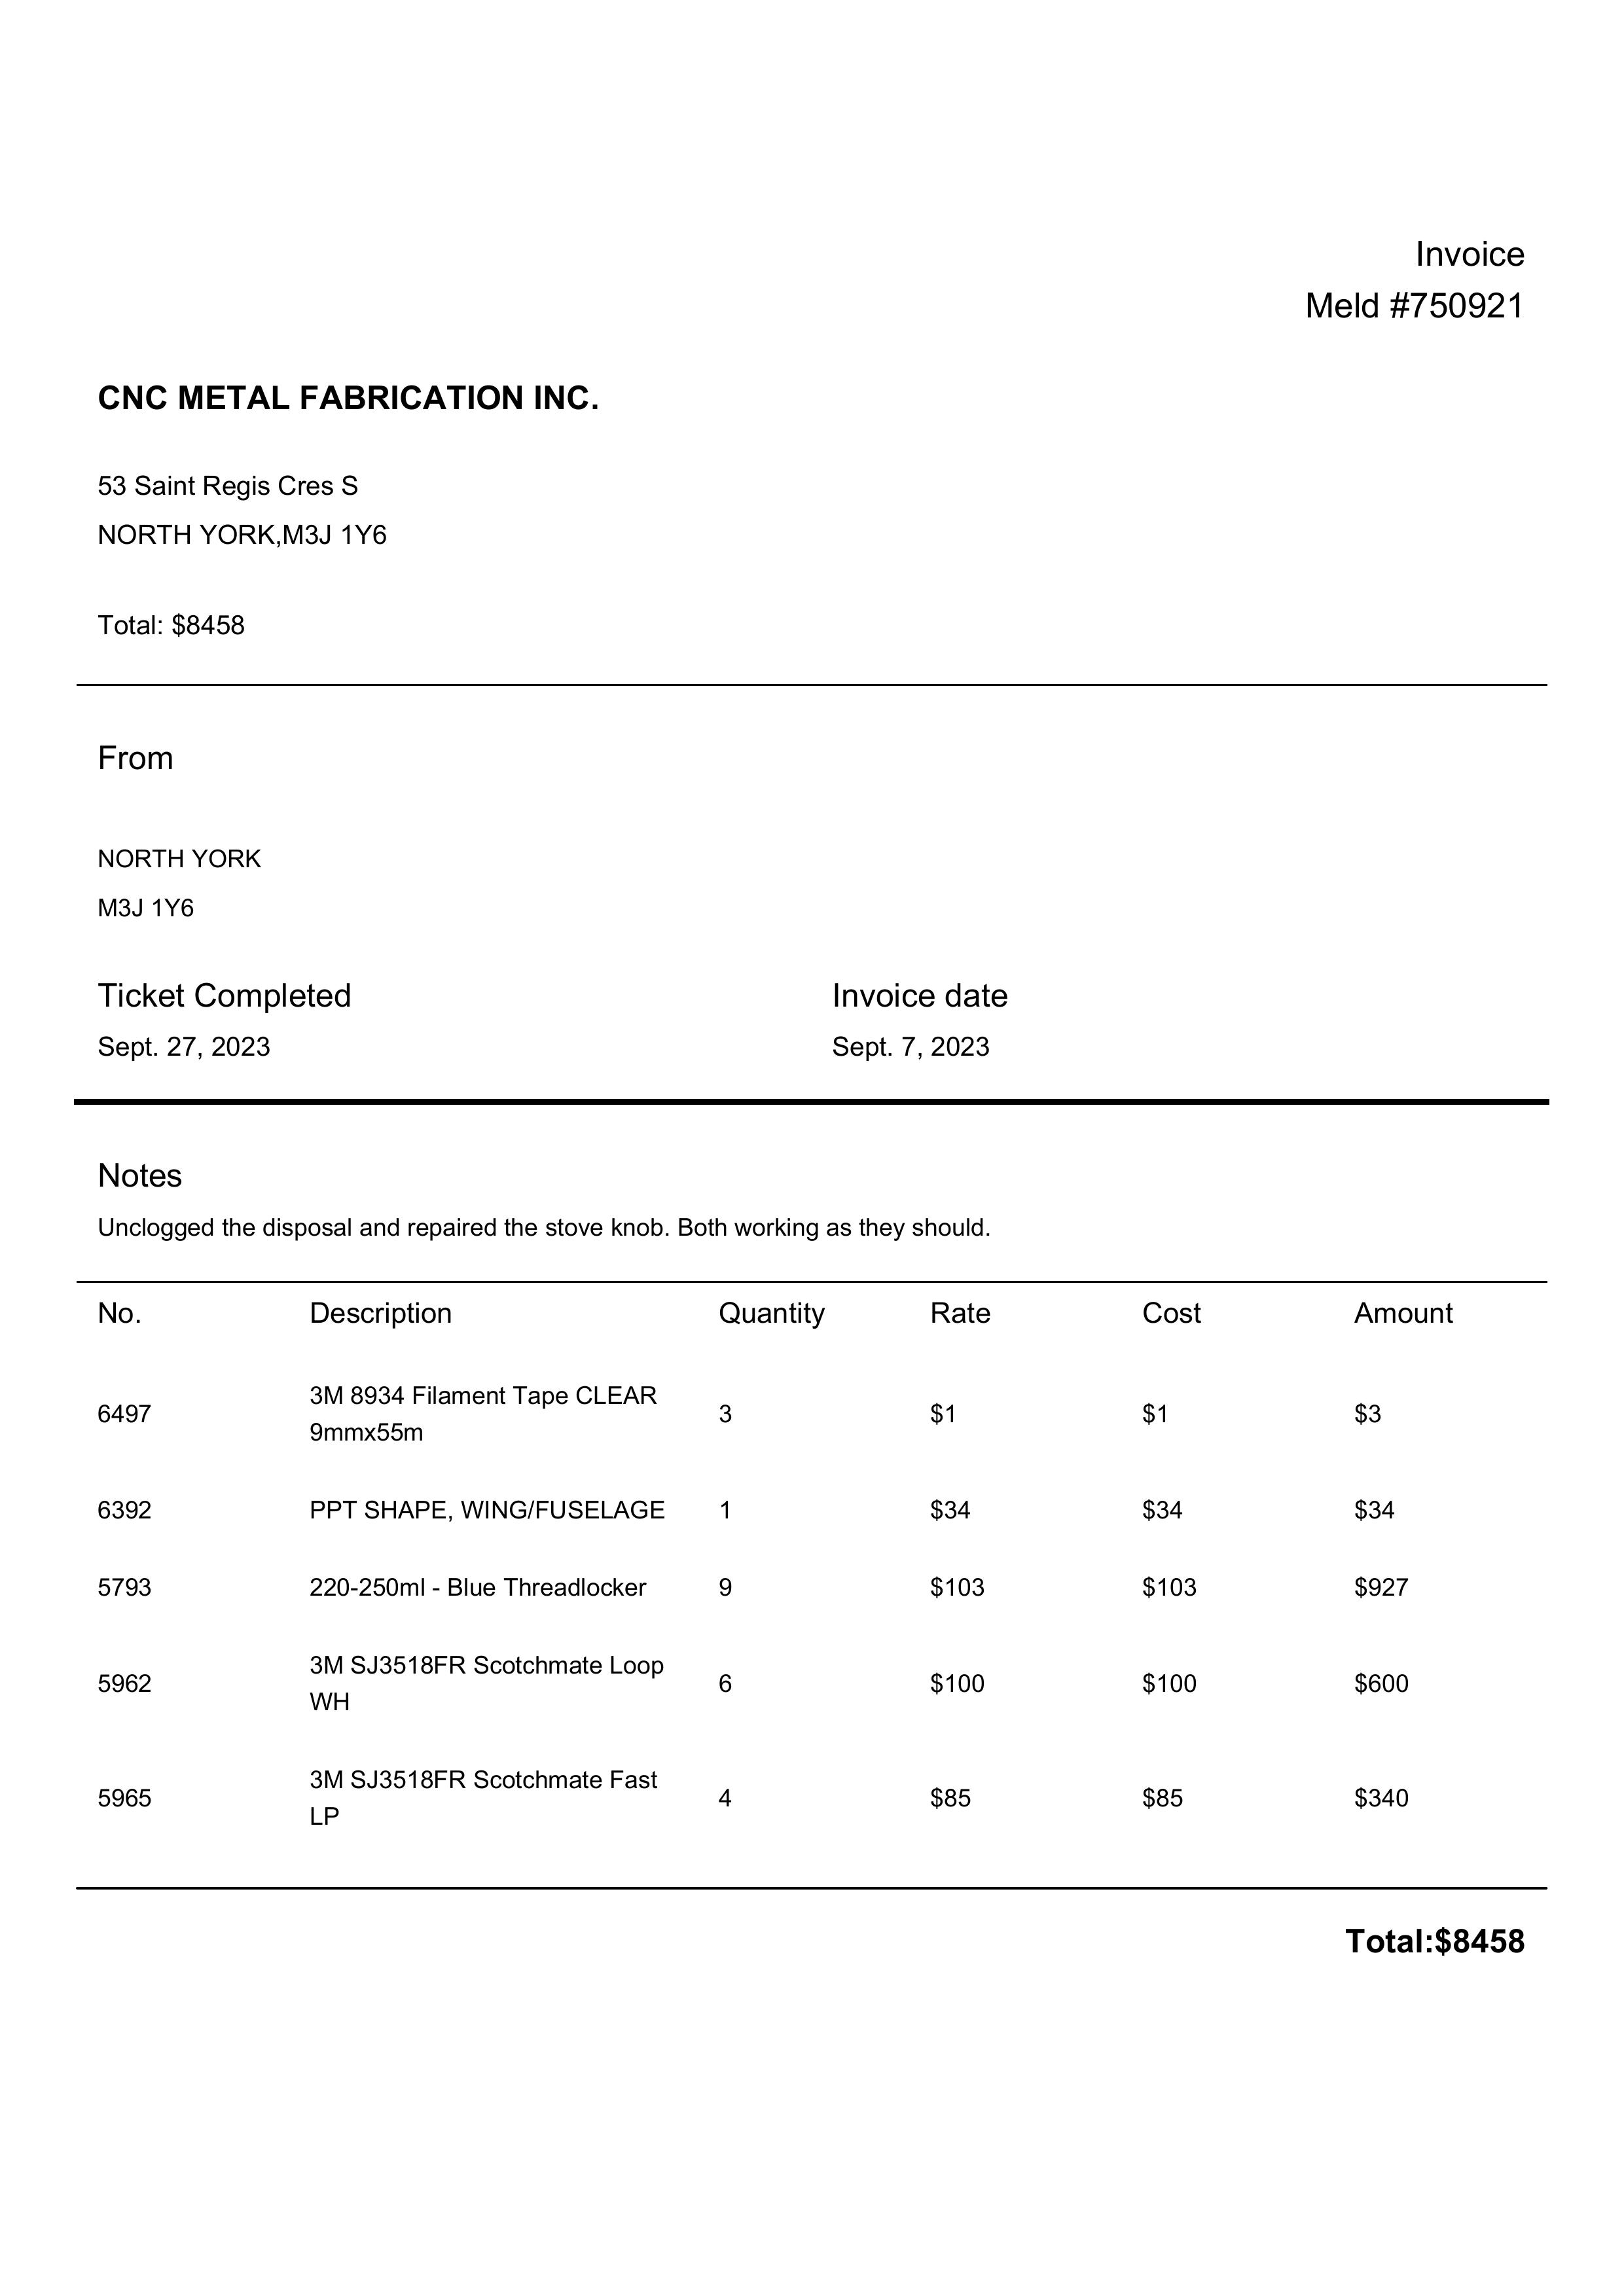 Invoice
Meld #750921
CNC METAL FABRICATION INC.
53 Saint Regis Cres S
NORTH YORK,M3J 1Y6
Total: $8458
From
NORTH YORK
M3J 1Y6
Ticket Completed Invoice date
Sept. 27, 2023 Sept. 7, 2023
Notes
Unclogged the disposal and repaired the stove knob. Both working as they should.
No. Description Quantity Rate Cost Amount
3M 8934 Filament Tape CLEAR
6497 3 $1 $1 $3
9mmx55m
6392 PPT SHAPE, WING/FUSELAGE 1 $34 $34 $34
5793 220-250ml - Blue Threadlocker 9 $103 $103 $927
3M SJ3518FR Scotchmate Loop
5962 6 $100 $100 $600
WH
3M SJ3518FR Scotchmate Fast
5965 4 $85 $85 $340
LP
Total:$8458